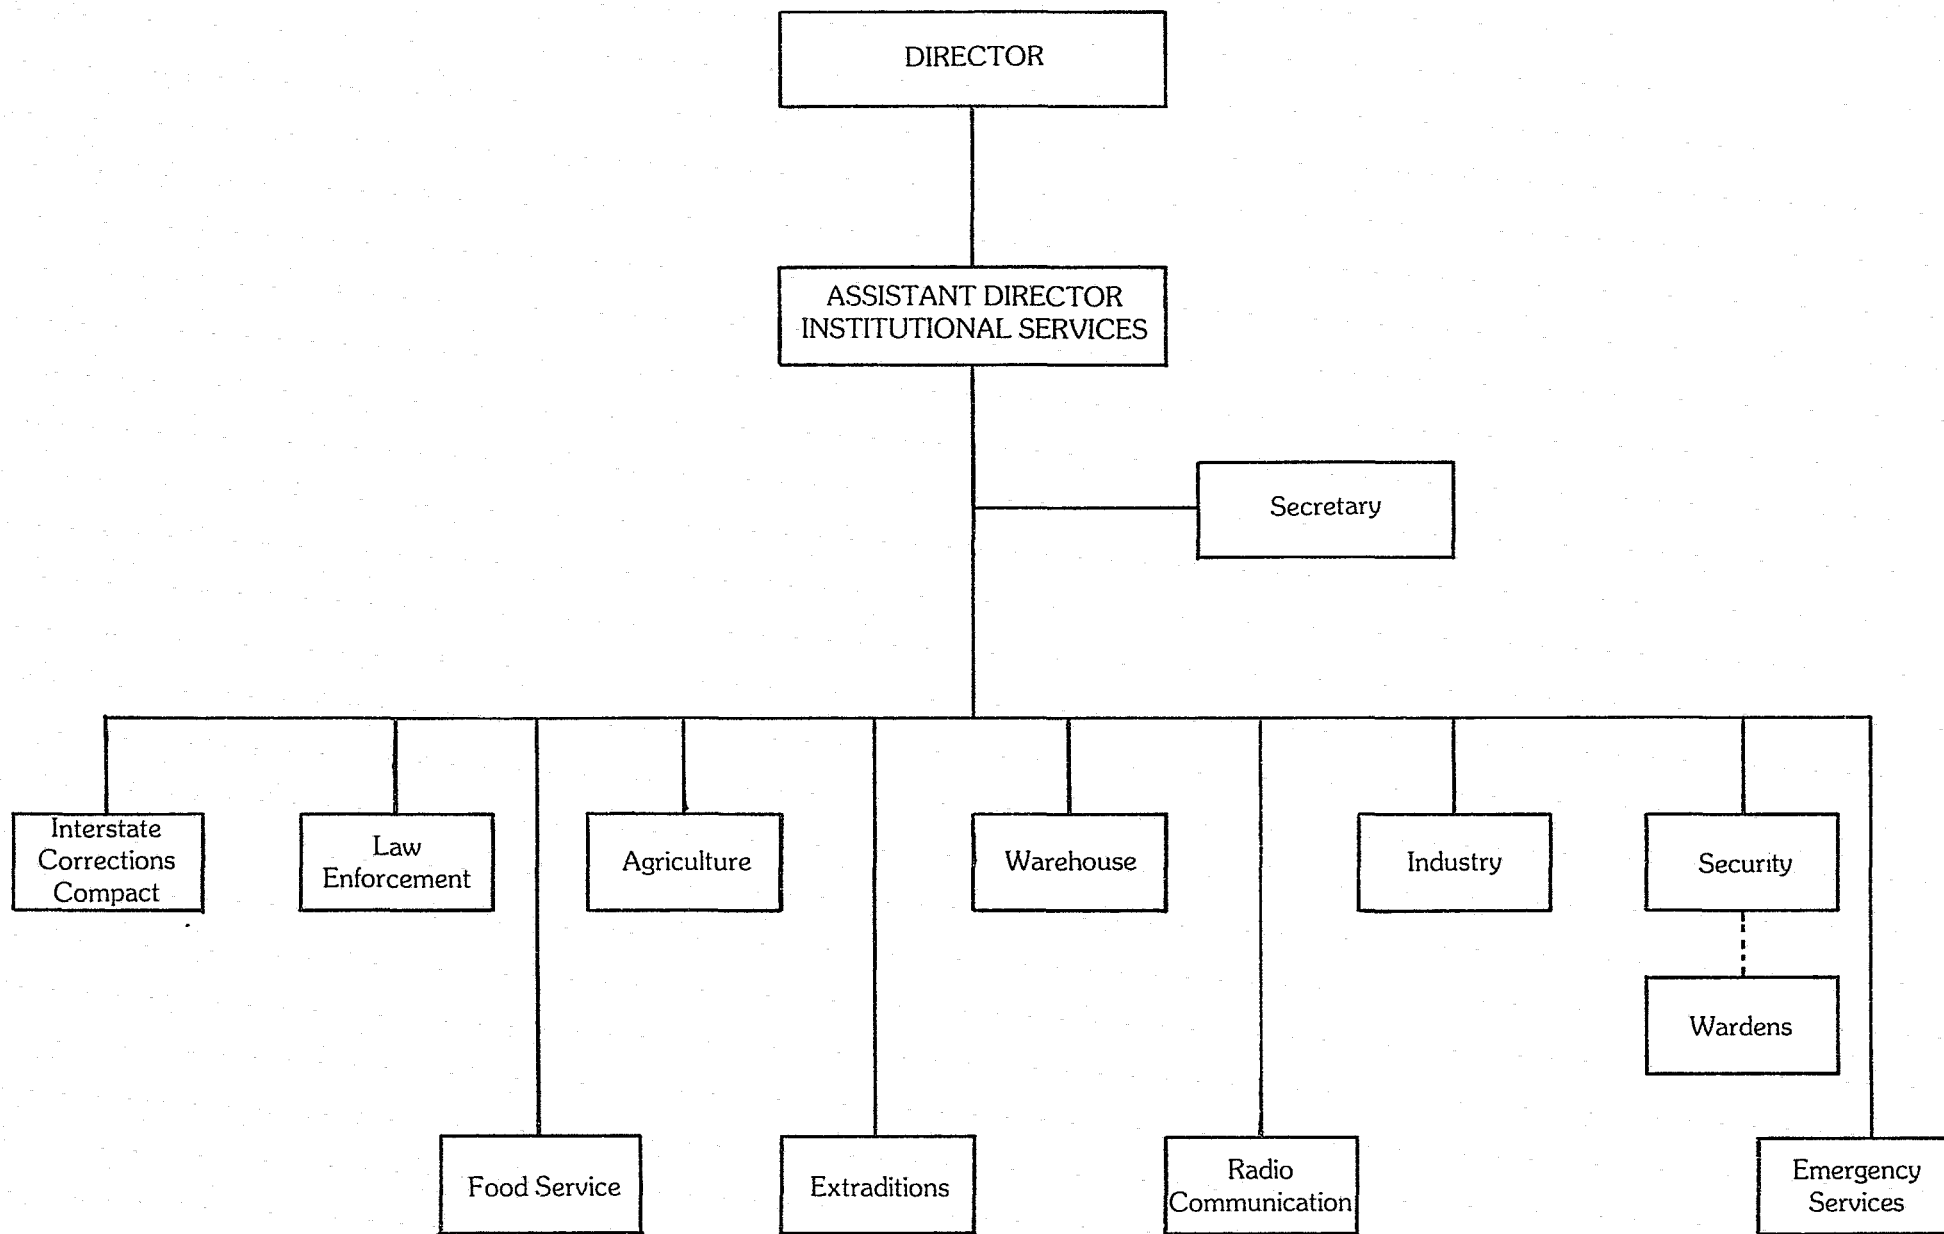 DIRECTOR
ASSISTANT DIRECTOR
INSTITUTIONAL SERVICES
Secretary
Interstate
Corrections
Compact
Law
Enforcement
Agriculture
Warehouse
Industry
Security
Wardens
Food Service
Extraditions
Radio
Communication
Emergency
Services